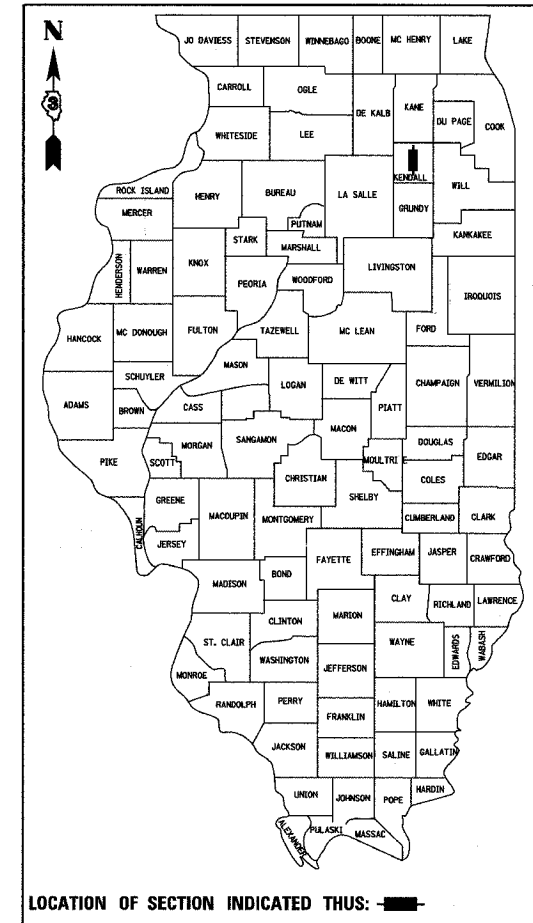 N
3
JO DAVIESS STEVENSON WINNEBAGO BOONE MC HENRY LAKE
CARROLL OGLE DE KALB KANE DU PAGE COOK
WHITESIDE LEE
KENDALL WILL
ROCK ISLAND HENRY BUREAU LA SALLE GRUNDY
MERCER PUTNAM KANKAKEE
STARK MARSHALL
HENDERSON WARREN KNOX PEORIA WOODFORD LIVINGSTON IROQUOIS
HANCOCK MC DONOUGH FULTON TAZEWELL MC LEAN FORD
SCHUYLER MASON
ADAMS BROWN CASS LOGAN DE WITT PIATT CHAMPAIGN VERMILION
PIKE SCOTT MORGAN SANGAMON MACON MOULTRIE DOUGLAS EDGAR
CHRISTIAN COLES
GREENE SHELBY
CALHOUN JERSEY MACOUPIN MONTGOMERY CUMBERLAND CLARK
FAYETTE EFFINGHAM JASPER CRAWFORD
MADISON BOND
CLINTON MARION CLAY RICHLAND LAWRENCE
ST. CLAIR WAYNE EDWARDS WABASH
MONROE WASHINGTON JEFFERSON
RANDOLPH PERRY HAMILTON WHITE
FRANKLIN
JACKSON WILLIAMSON SALINE GALLATIN
UNION JOHNSON POPE HARDIN
ALEXANDER PULASKI MASSAC
LOCATION OF SECTION INDICATED THUS: